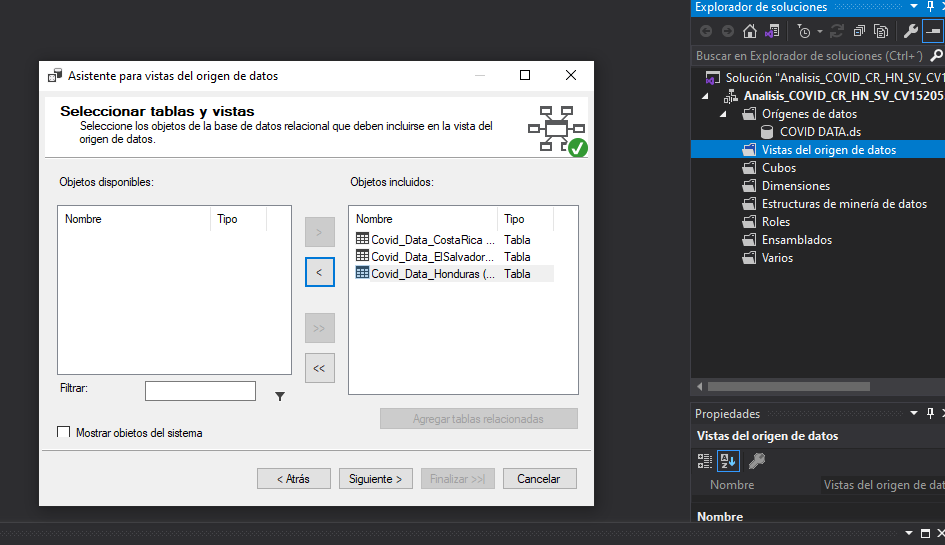 Asistente para vistas del origen de datos
Seleccionar tablas y vistas
Seleccione los objetos de la base de datos relacional que deben incluirse en la vista del
origen de datos.
Objetos disponibles:
Nombre
Tipo
>
<
>>
<<
Objetos incluidos:
Nombre
Tipo
Covid_Data_CostaRica ...
Tabla
Covid_Data_ElSalvador...
Tabla
Covid_Data_Honduras (...
Tabla
Filtrar:
Agregar tablas relacionadas
Mostrar objetos del sistema
< Atrás
Siguiente >
Finalizar >>|
Cancelar
Explorador de soluciones
Buscar en Explorador de soluciones (Ctrl+´)
Solución "Analisis_COVID_CR_HN_SV_CV1
Analisis_COVID_CR_HN_SV_CV15205
Orígenes de datos
COVID DATA.ds
Vistas del origen de datos
Cubos
Dimensiones
Estructuras de minería de datos
Roles
Ensamblados
Varios
Propiedades
Vistas del origen de datos
Nombre
Vistas del origen de dat
Nombre